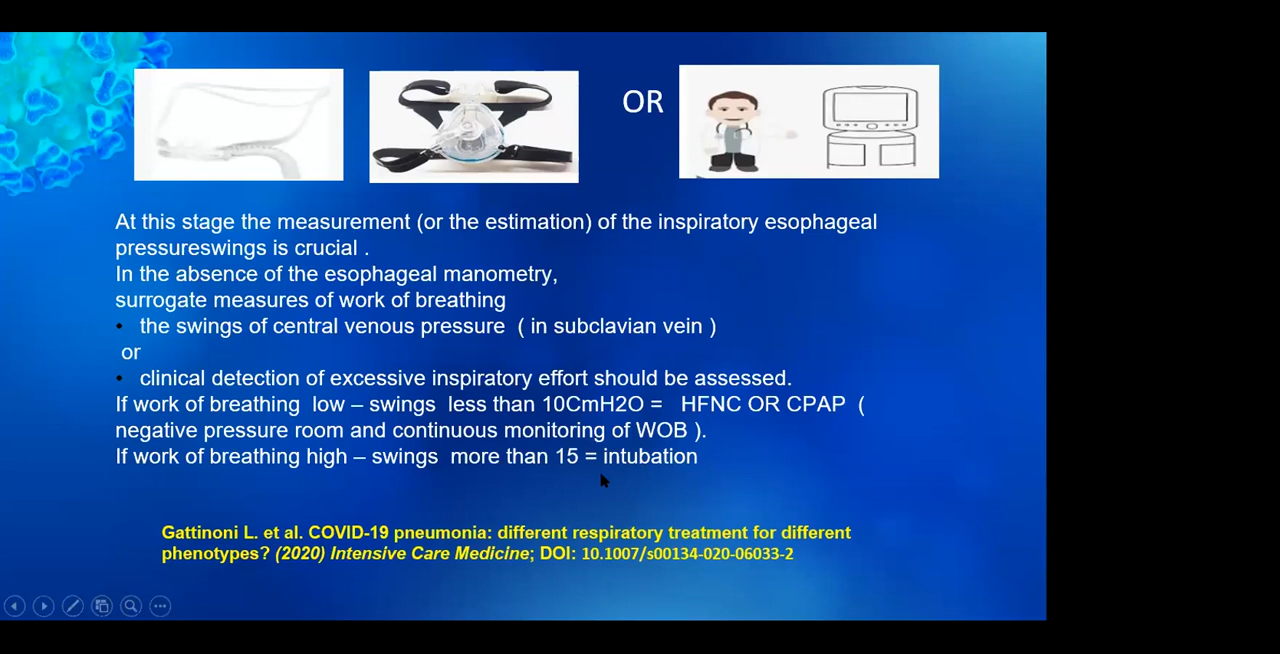 OR
At this stage the measurement (or the estimation) of the inspiratory esophageal
pressureswings is crucial .
In the absence of the esophageal manometry,
surrogate measures of work of breathing
• the swings of central venous pressure ( in subclavian vein )
or
• clinical detection of excessive inspiratory effort should be assessed.
If work of breathing low – swings less than 10CmH2O = HFNC OR CPAP (
negative pressure room and continuous monitoring of WOB ).
If work of breathing high – swings more than 15 = intubation
Gattinoni L. et al. COVID-19 pneumonia: different respiratory treatment for different
phenotypes? (2020) Intensive Care Medicine; DOI: 10.1007/s00134-020-06033-2